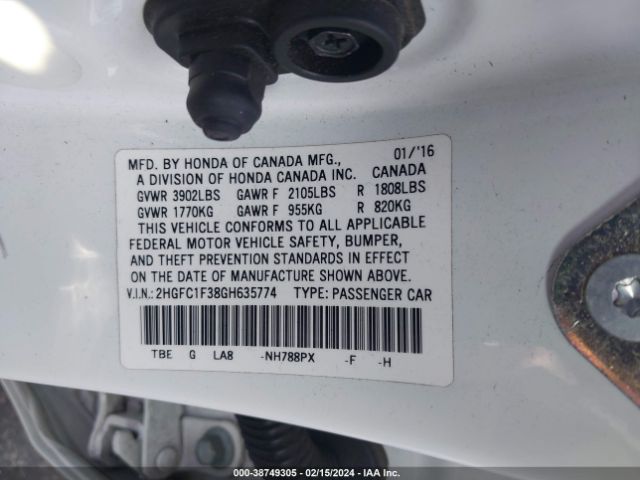 MFD. BY HONDA OF CANADA MFG., 01/'16
A DIVISION OF HONDA CANADA INC. CANADA
GVWR 3902LBS GAWR F 2105LBS R 1808LBS
GVWR 1770KG GAWR F 955KG R 820KG
THIS VEHICLE CONFORMS TO ALL APPLICABLE
FEDERAL MOTOR VEHICLE SAFETY, BUMPER,
AND THEFT PREVENTION STANDARDS IN EFFECT
ON THE DATE OF MANUFACTURE SHOWN ABOVE.
V.I.N.:2HGFC1F38GH635774 TYPE: PASSENGER CAR
TBE G LA8 -NH788PX -F -H
000-38749305 - 02/15/2024 - IAA Inc.